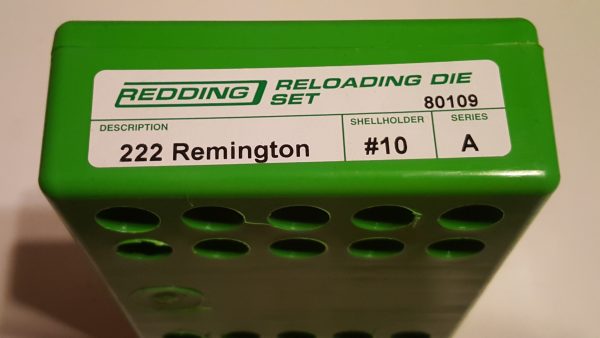 REDDING RELOADING DIE
SET 80109
DESCRIPTION SHELLHOLDER SERIES
222 Remington #10 A